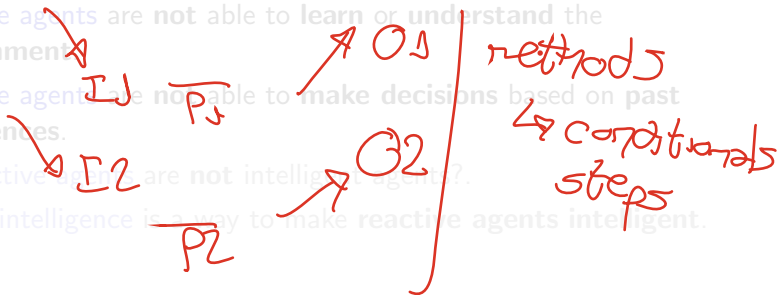 e agents are not able to learn or understand the
nment
e agents are not able to make decisions based on past
ences.
ctive agents are not intelligent agents?.
intelligence is a way to make reactive agents intelligent.
I1 P1 O1
I2 P2 O2
methods
↳ conditionals
steps